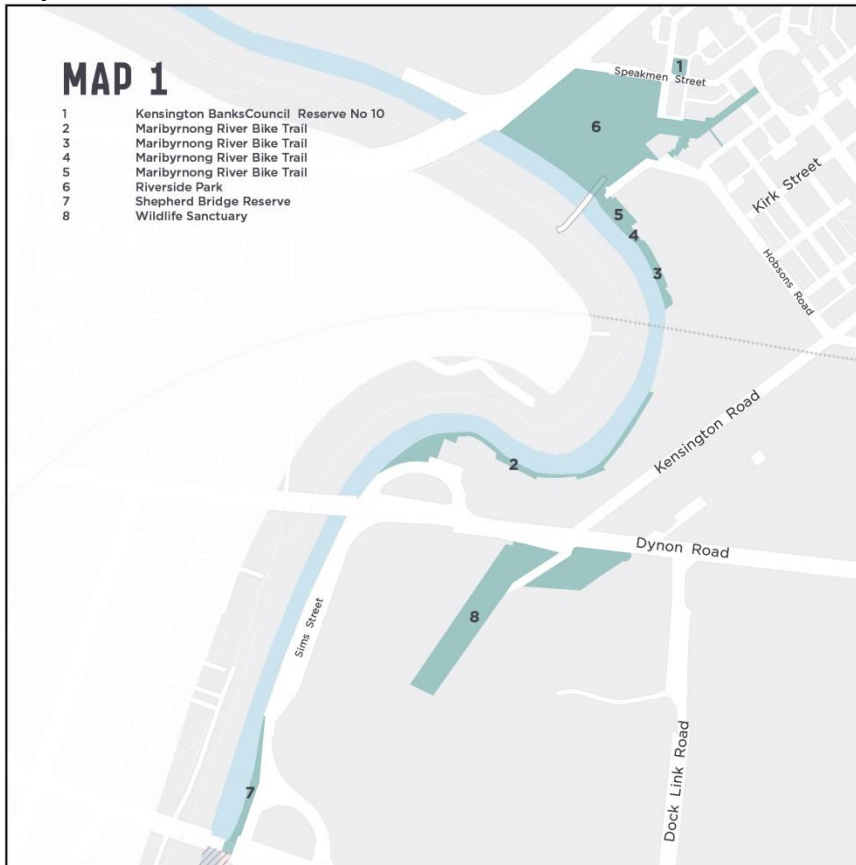 MAP 1
1 Kensington BanksCouncil Reserve No 10
2 Maribyrnong River Bike Trail
3 Maribyrnong River Bike Trail
4 Maribyrnong River Bike Trail
5 Maribyrnong River Bike Trail
6 Riverside Park
7 Shepherd Bridge Reserve
8 Wildlife Sanctuary
1
Speakmen Street
6
Kirk Street
5
4
3
Hobsons Road
Kensington Road
2
Dynon Road
8
Sims Street
Dock Link Road
7